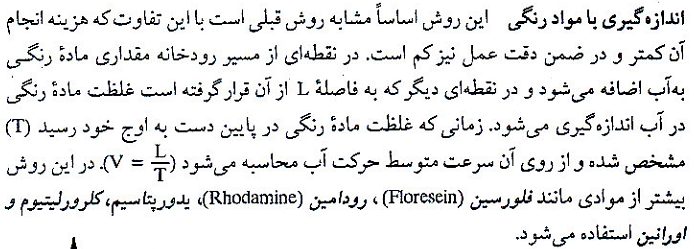 اندازه‌گیری با مواد رنگی    این روش اساساً مشابه روش قبلی است با این تفاوت که هزینه انجام
آن کمتر و در ضمن دقت عمل نیز کم است. در نقطه‌ای از مسیر رودخانه مقداری مادهٔ رنگی
به‌آب اضافه می‌شود و در نقطه‌ای دیگر که به فاصلهٔ L از آن قرار گرفته است غلظت مادهٔ رنگی
در آب اندازه‌گیری می‌شود. زمانی که غلظت مادهٔ رنگی در پایین دست به اوج خود رسید (T)
مشخص شده و از روی آن سرعت متوسط حرکت آب محاسبه می‌شود (V = L/T). در این روش
بیشتر از موادی مانند فلورسین (Floresein)، رودامین (Rhodamine)، یدورپتاسیم، کلرورلیتیوم و
اورانین استفاده می‌شود.